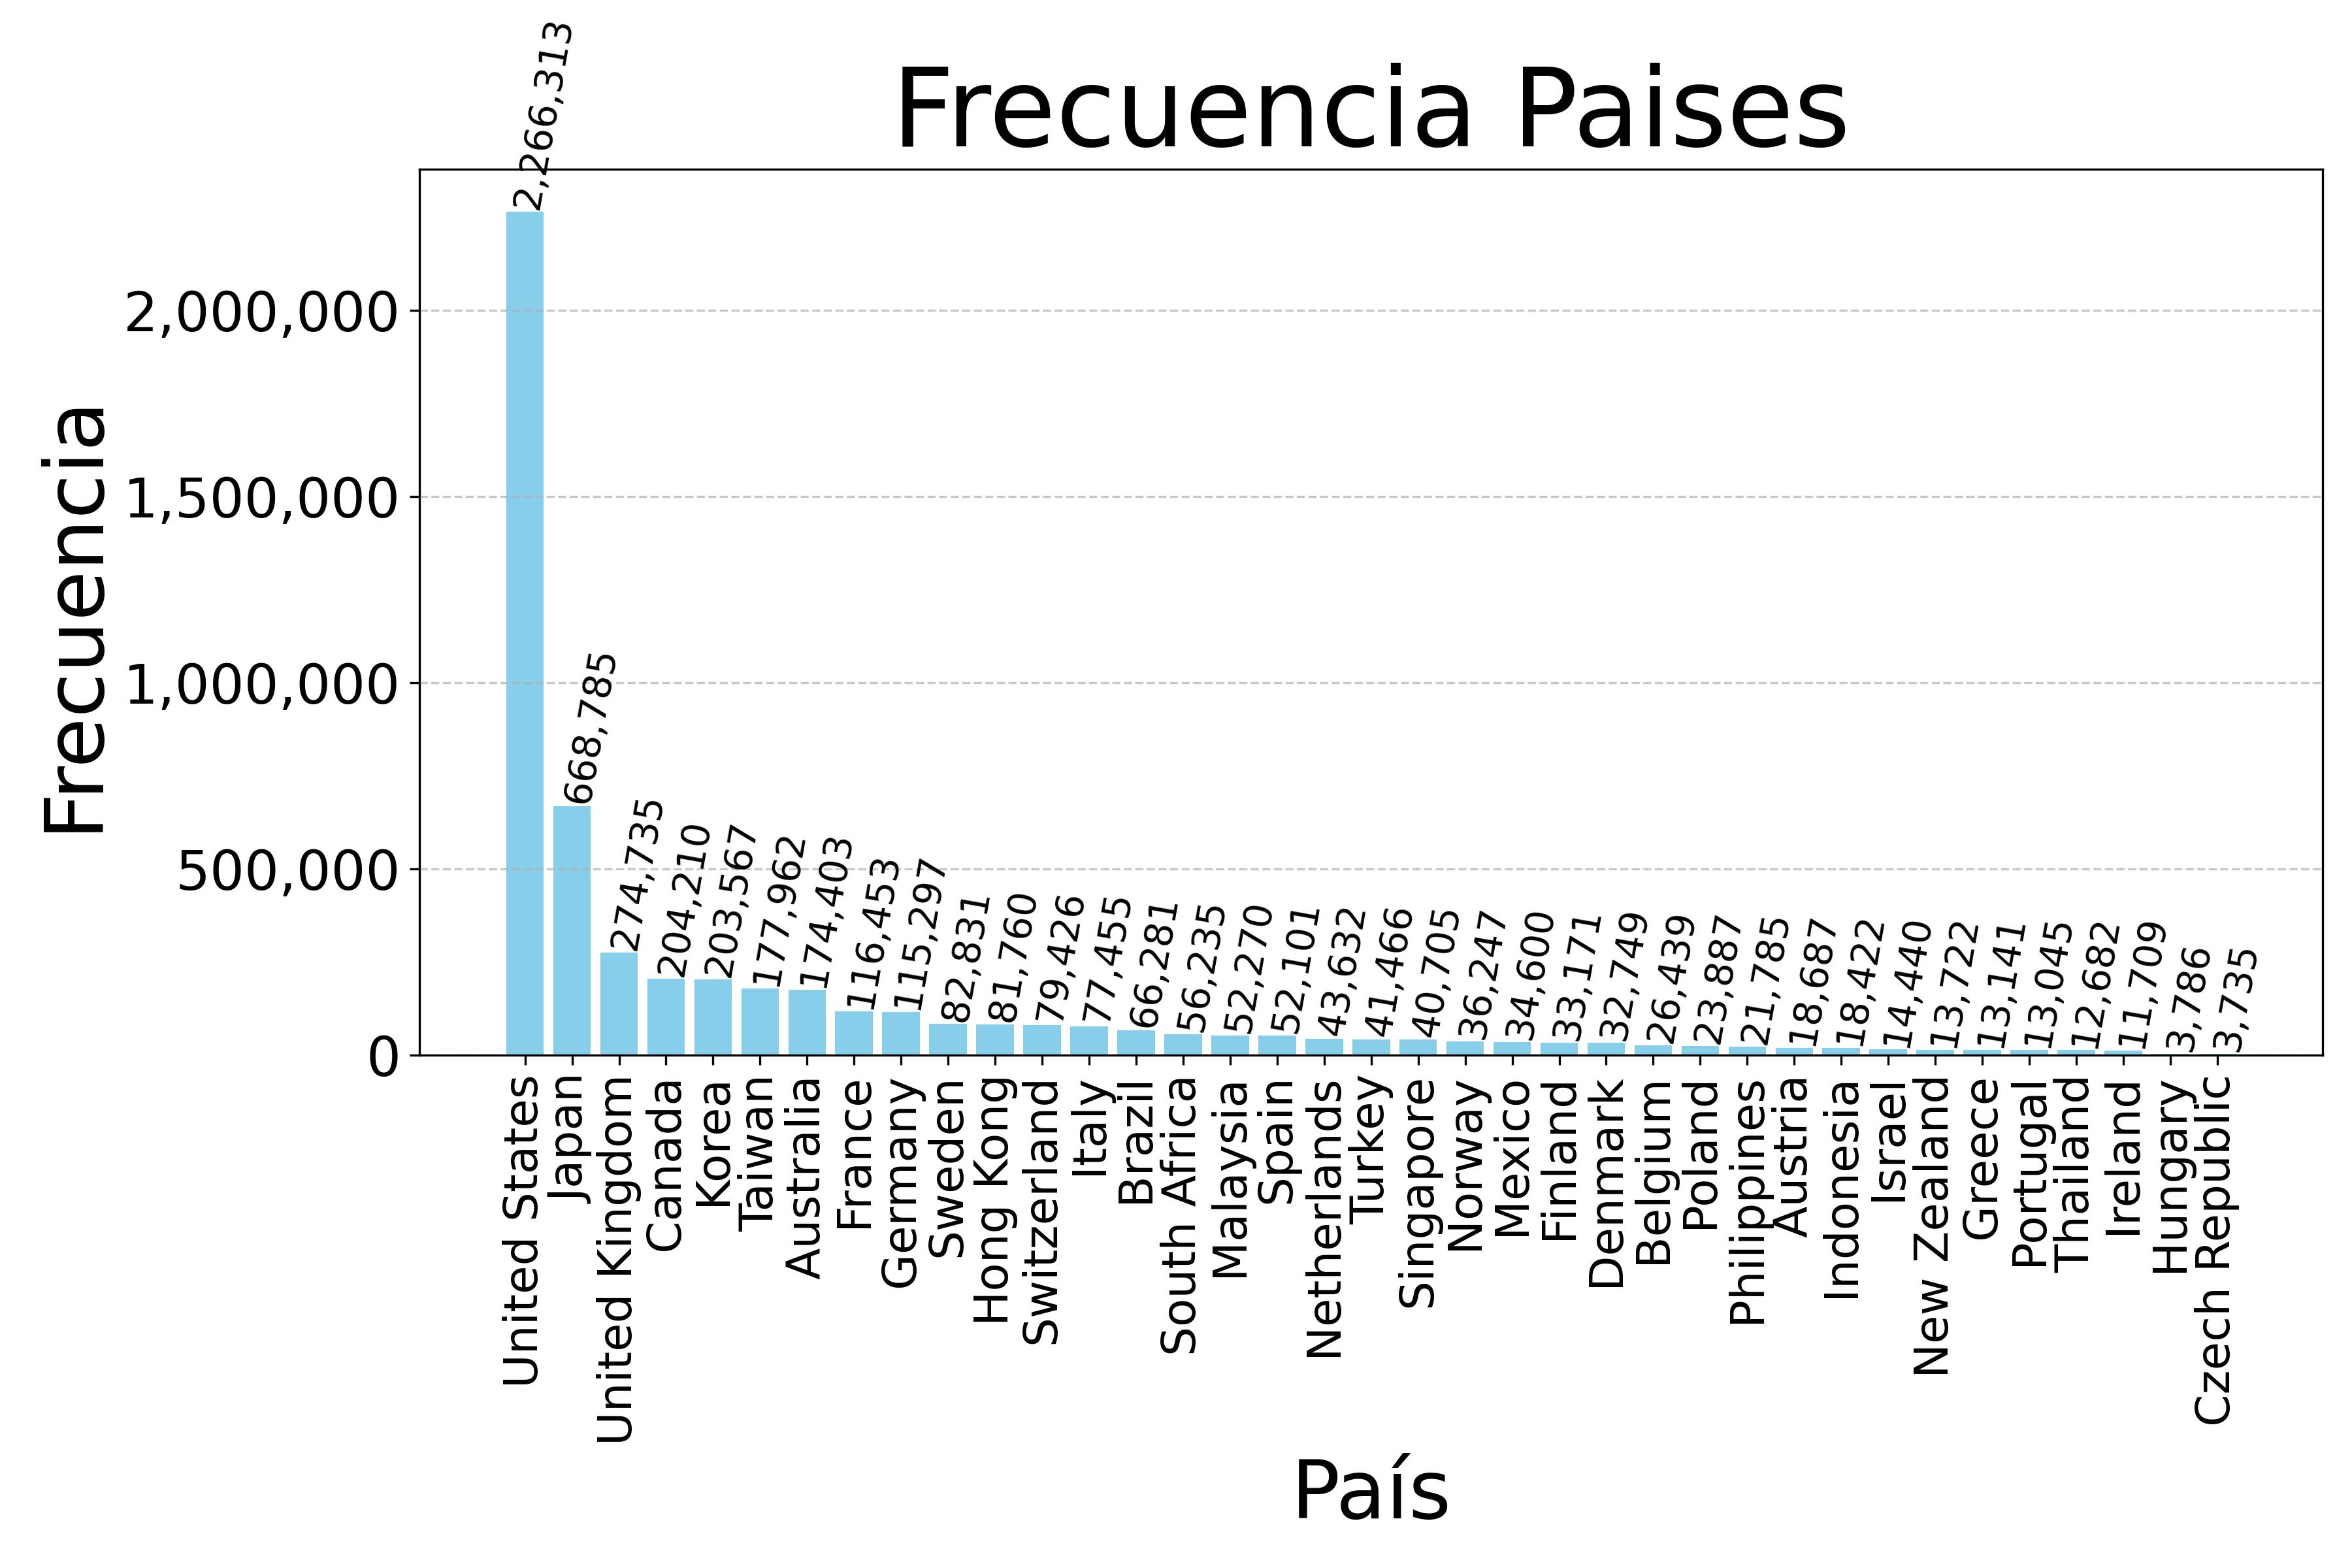 Frecuencia Paises
Frecuencia
2,000,000
1,500,000
1,000,000
500,000
0
2,266,313
668,785
274,735
204,210
203,567
177,962
174,403
116,453
115,297
82,831
81,760
79,426
77,455
66,281
56,235
52,270
52,101
43,632
41,466
40,705
36,247
34,600
33,171
32,749
26,439
23,887
21,785
18,687
18,422
14,440
13,722
13,141
13,045
12,682
11,709
3,786
3,735
United States
Japan
United Kingdom
Canada
Korea
Taiwan
Australia
France
Germany
Sweden
Hong Kong
Switzerland
Italy
Brazil
South Africa
Malaysia
Spain
Netherlands
Turkey
Singapore
Norway
Mexico
Finland
Denmark
Belgium
Poland
Philippines
Austria
Indonesia
Israel
New Zealand
Greece
Portugal
Thailand
Ireland
Hungary
Czech Republic
País